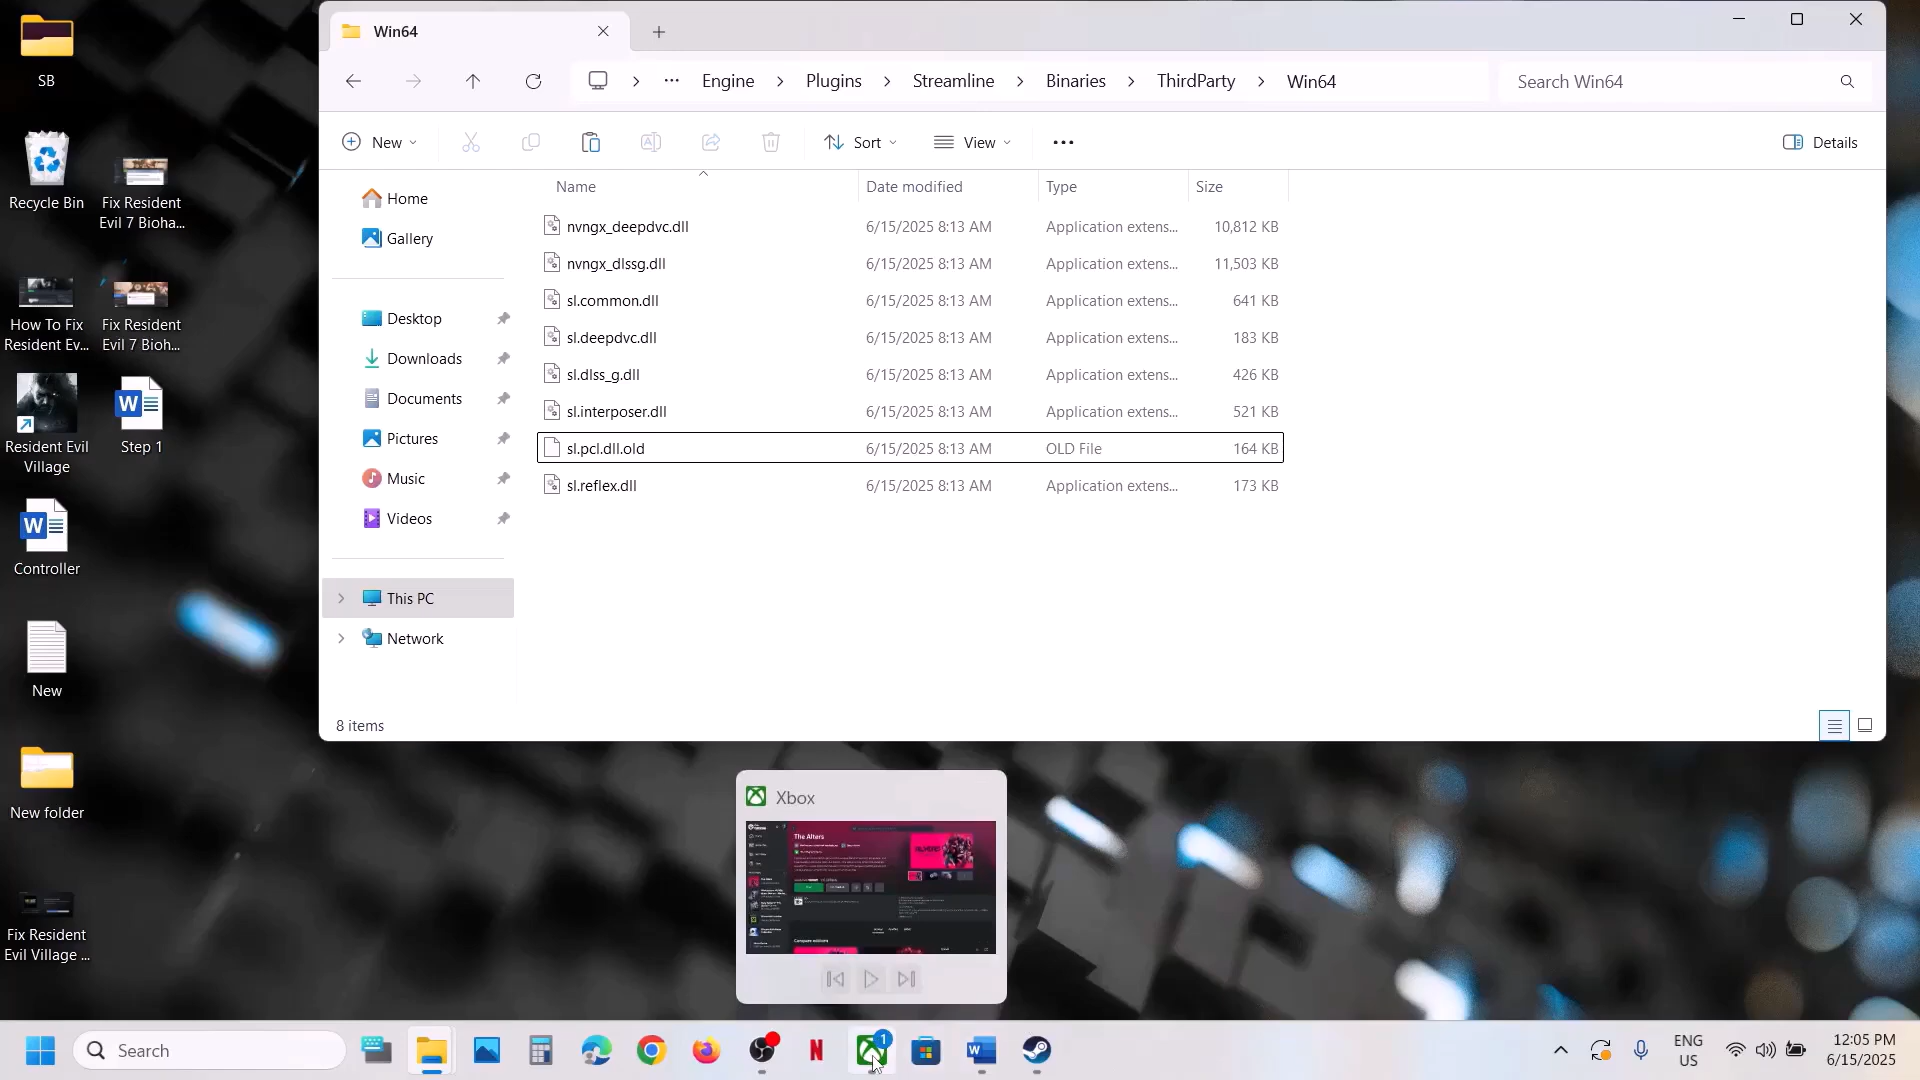 SB
Recycle Bin
Fix Resident
Evil 7 Bioha...
How To Fix
Resident Ev...
Fix Resident
Evil 7 Bioh...
Resident Evil
Village
Step 1
Controller
New
New folder
Fix Resident
Evil Village ...
Win64
Engine > Plugins > Streamline > Binaries > ThirdParty > Win64
Search Win64
New
Sort
View
Details
Home
Gallery
Desktop
Downloads
Documents
Pictures
Music
Videos
This PC
Network
Name Date modified Type Size
nvngx_deepdvc.dll 6/15/2025 8:13 AM Application extens... 10,812 KB
nvngx_dlssg.dll 6/15/2025 8:13 AM Application extens... 11,503 KB
sl.common.dll 6/15/2025 8:13 AM Application extens... 641 KB
sl.deepdvc.dll 6/15/2025 8:13 AM Application extens... 183 KB
sl.dlss_g.dll 6/15/2025 8:13 AM Application extens... 426 KB
sl.interposer.dll 6/15/2025 8:13 AM Application extens... 521 KB
sl.pcl.dll.old 6/15/2025 8:13 AM OLD File 164 KB
sl.reflex.dll 6/15/2025 8:13 AM Application extens... 173 KB
8 items
Xbox
The Alters
Search
1
ENG
US
12:05 PM
6/15/2025